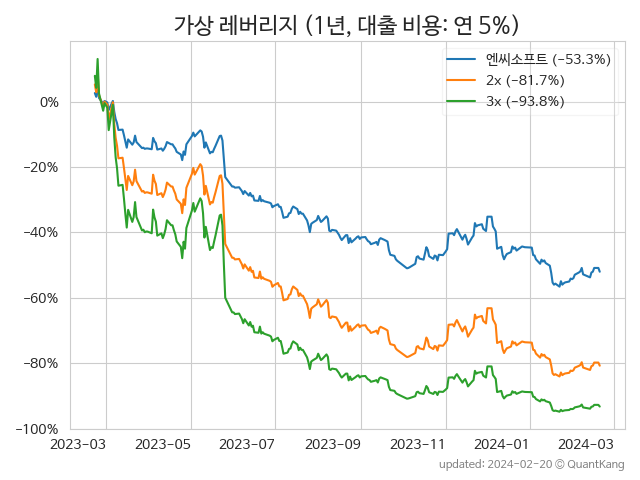 가상 레버리지 (1년, 대출 비용: 연 5%)
엔씨소프트 (−53.3%)
2x (−81.7%)
3x (−93.8%)
0%
−20%
−40%
−60%
−80%
−100%
2023-03 2023-05 2023-07 2023-09 2023-11 2024-01 2024-03
updated: 2024-02-20 © QuantKang